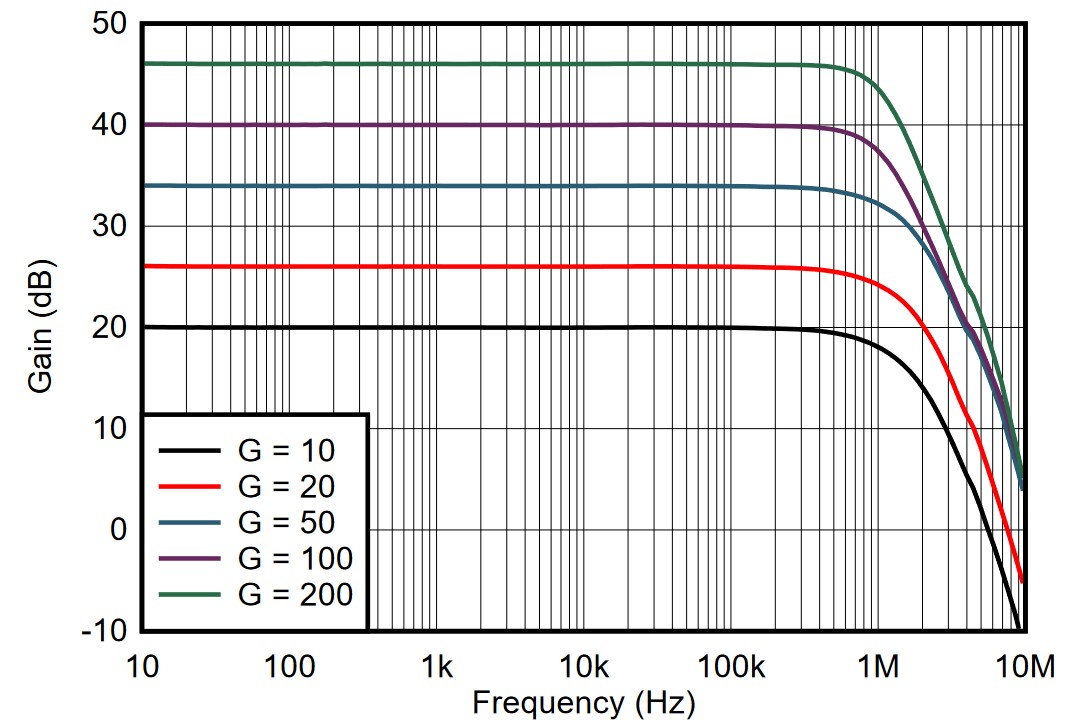 50
40
30
20
10
0
-10
Gain (dB)
G = 10
G = 20
G = 50
G = 100
G = 200
10 100 1k 10k 100k 1M 10M
Frequency (Hz)